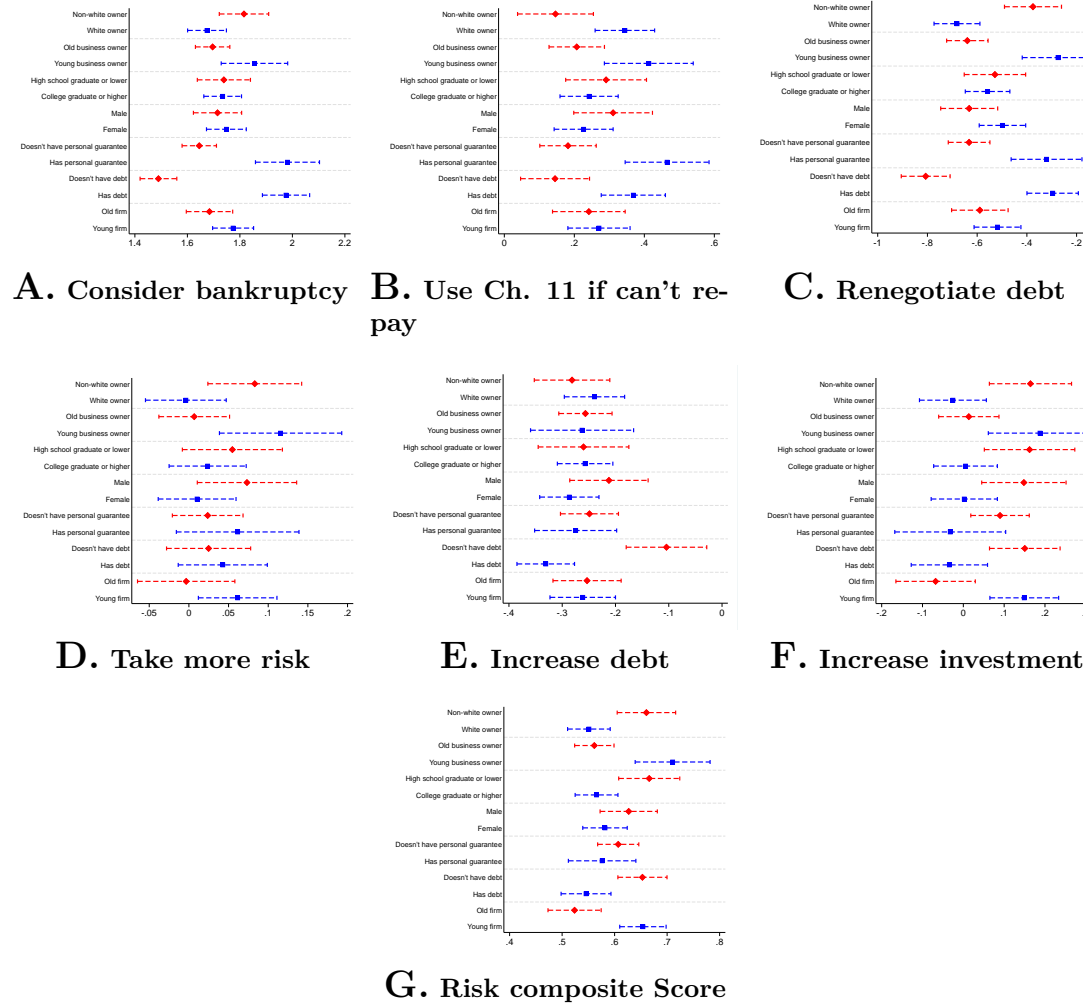 Non-white owner
White owner
Old business owner
Young business owner
High school graduate or lower
College graduate or higher
Male
Female
Doesn't have personal guarantee
Has personal guarantee
Doesn't have debt
Has debt
Old firm
Young firm
1.4 1.6 1.8 2 2.2
A. Consider bankruptcy
Non-white owner
White owner
Old business owner
Young business owner
High school graduate or lower
College graduate or higher
Male
Female
Doesn't have personal guarantee
Has personal guarantee
Doesn't have debt
Has debt
Old firm
Young firm
0 .2 .4 .6
B. Use Ch. 11 if can't re-
pay
Non-white owner
White owner
Old business owner
Young business owner
High school graduate or lower
College graduate or higher
Male
Female
Doesn't have personal guarantee
Has personal guarantee
Doesn't have debt
Has debt
Old firm
Young firm
-1 -.8 -.6 -.4 -.2
C. Renegotiate debt
Non-white owner
White owner
Old business owner
Young business owner
High school graduate or lower
College graduate or higher
Male
Female
Doesn't have personal guarantee
Has personal guarantee
Doesn't have debt
Has debt
Old firm
Young firm
-.05 0 .05 .1 .15 .2
D. Take more risk
Non-white owner
White owner
Old business owner
Young business owner
High school graduate or lower
College graduate or higher
Male
Female
Doesn't have personal guarantee
Has personal guarantee
Doesn't have debt
Has debt
Old firm
Young firm
-.4 -.3 -.2 -.1 0
E. Increase debt
Non-white owner
White owner
Old business owner
Young business owner
High school graduate or lower
College graduate or higher
Male
Female
Doesn't have personal guarantee
Has personal guarantee
Doesn't have debt
Has debt
Old firm
Young firm
-.2 -.1 0 .1 .2
F. Increase investment
Non-white owner
White owner
Old business owner
Young business owner
High school graduate or lower
College graduate or higher
Male
Female
Doesn't have personal guarantee
Has personal guarantee
Doesn't have debt
Has debt
Old firm
Young firm
.4 .5 .6 .7 .8
G. Risk composite Score